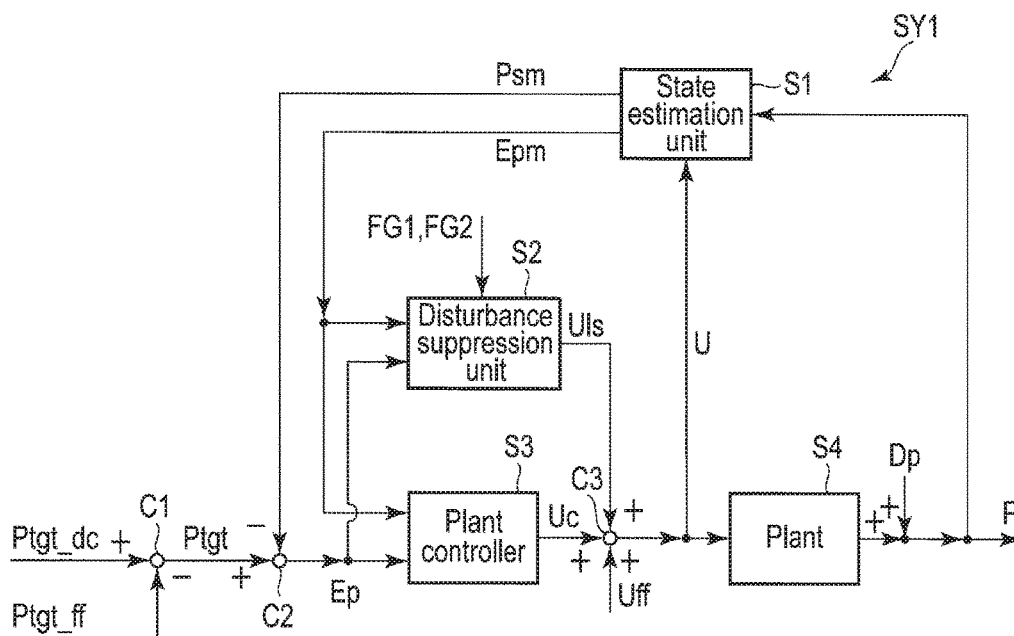 SY1
Psm
State estimation unit
S1
Epm
FG1,FG2
S2
Disturbance suppression unit
Uls
U
S3
C3
S4
Dp
C1
Ptgt_dc
+
−
Ptgt
−
+
C2
Ep
Plant controller
Uc
+
+
+
Uff
Plant
+
+
P
Ptgt_ff